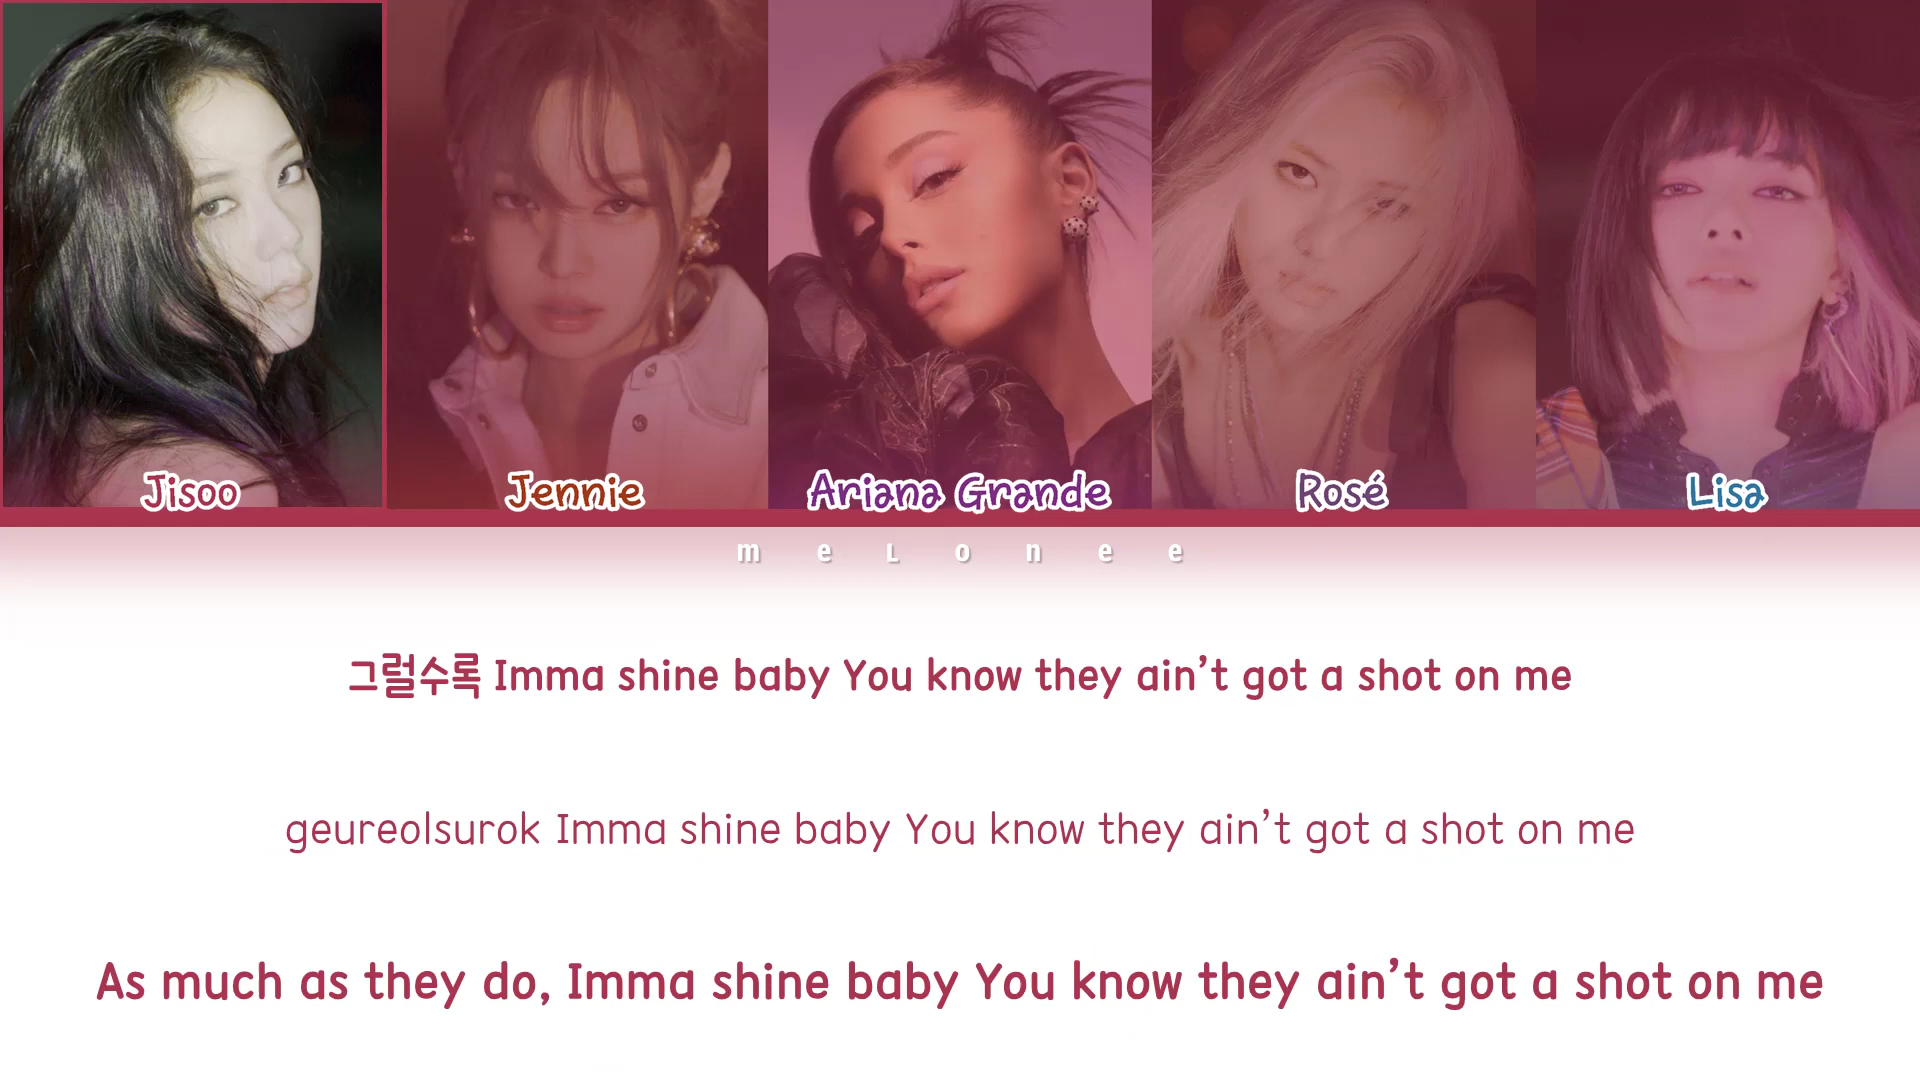 Jisoo
Jennie
Ariana Grande
Rosé
Lisa
meLonee
그럴수록 Imma shine baby You know they ain’t got a shot on me
geureolsurok Imma shine baby You know they ain’t got a shot on me
As much as they do, Imma shine baby You know they ain’t got a shot on me